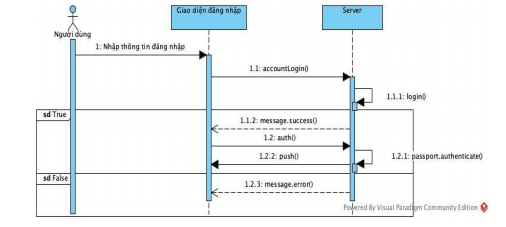 Người dùng
Giao diện đăng nhập
Server
1: Nhập thông tin đăng nhập
1.1: accountLogin()
1.1.1: login()
sd True
1.1.2: message.success()
1.2: auth()
1.2.1: passport.authenticate()
1.2.2: push()
sd False
1.2.3: message.error()
Powered By Visual Paradigm Community Edition